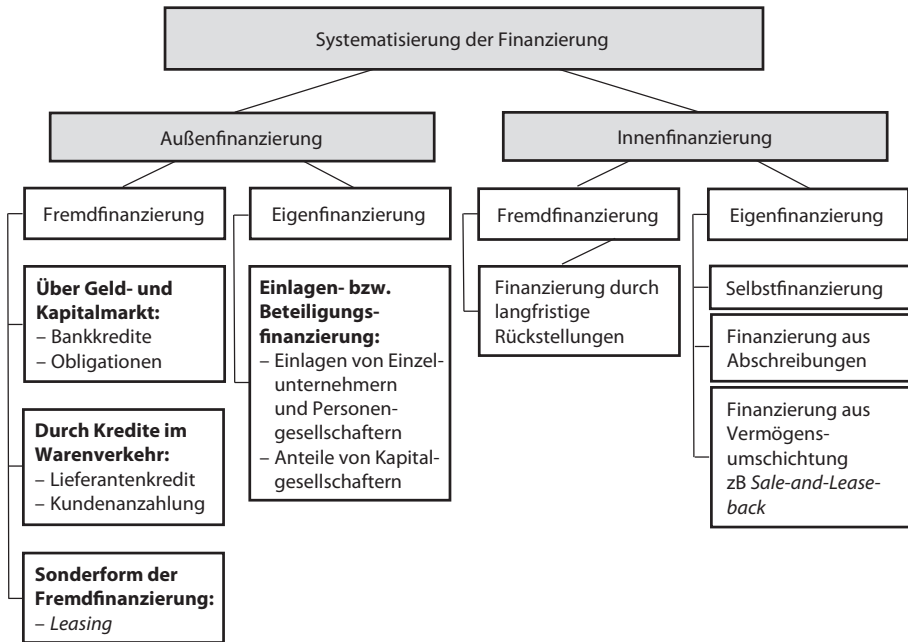 Systematisierung der Finanzierung
Außenfinanzierung
Innenfinanzierung
Fremdfinanzierung
Eigenfinanzierung
Fremdfinanzierung
Eigenfinanzierung
Über Geld- und
Kapitalmarkt:
– Bankkredite
– Obligationen
Durch Kredite im
Warenverkehr:
– Lieferantenkredit
– Kundenanzahlung
Sonderform der
Fremdfinanzierung:
– Leasing
Einlagen- bzw.
Beteiligungs-
finanzierung:
– Einlagen von Einzel-
unternehmern
und Personen-
gesellschaftern
– Anteile von Kapital-
gesellschaftern
Finanzierung durch
langfristige
Rückstellungen
Selbstfinanzierung
Finanzierung aus
Abschreibungen
Finanzierung aus
Vermögens-
umschichtung
zB Sale-and-Lease-
back